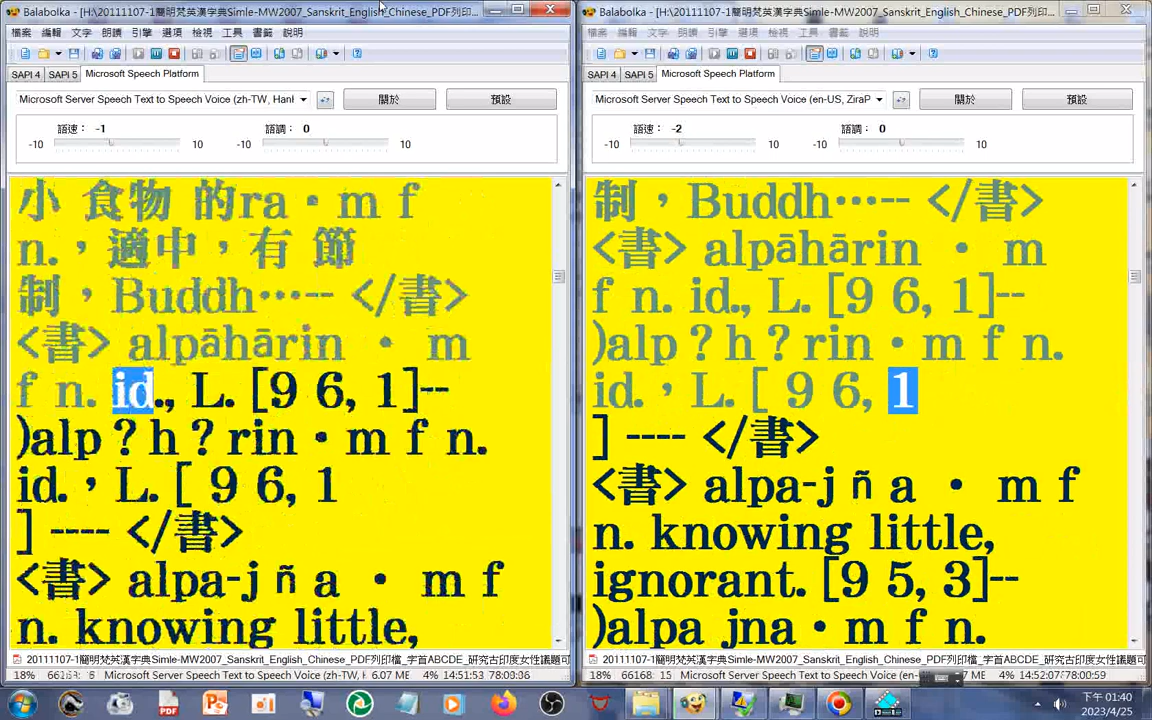 Balabolka - [H:\20111107-1簡明梵英漢字典Simle-MW2007_Sanskrit_English_Chinese_PDF列印...
檔案 編輯 文字 朗讀 引擎 選項 檢視 工具 書籤 說明
SAPI 4 SAPI 5 Microsoft Speech Platform
Microsoft Server Speech Text to Speech Voice (zh-TW, HanH
關於 預設
語速： -1 語調： 0
-10 10 -10 10
小 食物 的ra・m f
n.，適中，有 節
制，Buddh…-- </書>
<書> alpāhārin ・ m
f n. id., L. [9 6, 1]--
)alp？h？rin・m f n.
id.，L. [ 9 6, 1
] ---- </書>
<書> alpa-j ñ a ・ m f
n. knowing little,
20111107-1簡明梵英漢字典Simle-MW2007_Sanskrit_English_Chinese_PDF列印檔_字首ABCDE_研究古印度女性議題可
18% Microsoft Server Speech Text to Speech Voice (zh-TW, H 6.07 MB 4% 14:51:53/78:00:36
Balabolka - [H:\20111107-1簡明梵英漢字典Simle-MW2007_Sanskrit_English_Chinese_PDF列印...
檔案 編輯 文字 朗讀 引擎 選項 檢視 工具 書籤 說明
SAPI 4 SAPI 5 Microsoft Speech Platform
Microsoft Server Speech Text to Speech Voice (en-US, ZiraP
關於 預設
語速： -2 語調： 0
-10 10 -10 10
制，Buddh…-- </書>
<書> alpāhārin ・ m
f n. id., L. [9 6, 1]--
)alp？h？rin・m f n.
id.，L. [ 9 6, 1
] ---- </書>
<書> alpa-j ñ a ・ m f
n. knowing little,
ignorant. [9 5, 3]--
)alpa jna・m f n.
20111107-1簡明梵英漢字典Simle-MW2007_Sanskrit_English_Chinese_PDF列印檔_字首ABCDE_研究古印度女性議題可
18% 66168: 15 Microsoft Server Speech Text to Speech Voice 4% 14:52:07/78:00:59
PDF
下午 01:40
2023/4/25